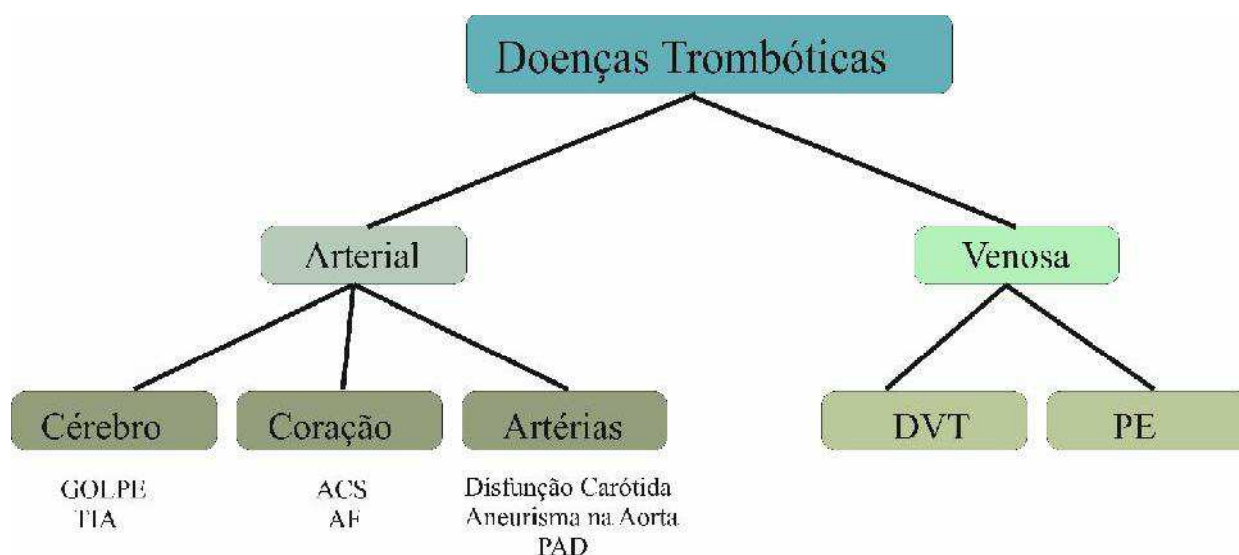 Doenças Trombóticas
Arterial
Venosa
Cérebro
Coração
Artérias
DVT
PE
GOLPE
TIA
ACS
AF
Disfunção Carótida
Aneurisma na Aorta
PAD